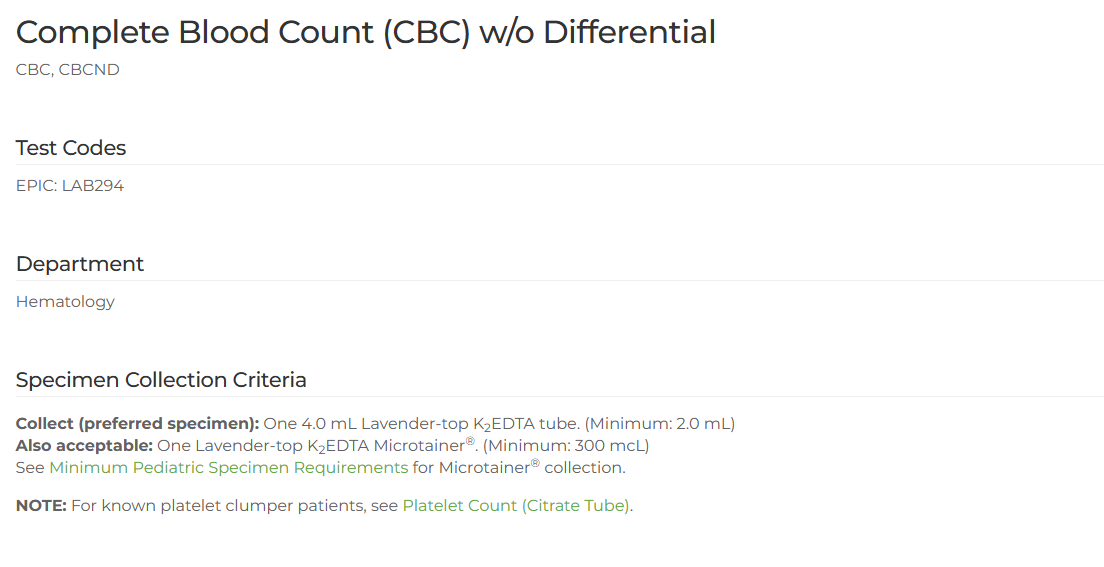 Complete Blood Count (CBC) w/o Differential
CBC, CBCND
Test Codes
EPIC: LAB294
Department
Hematology
Specimen Collection Criteria
Collect (preferred specimen): One 4.0 mL Lavender-top K₂EDTA tube. (Minimum: 2.0 mL)
Also acceptable: One Lavender-top K₂EDTA Microtainer®. (Minimum: 300 mcL)
See Minimum Pediatric Specimen Requirements for Microtainer® collection.
NOTE: For known platelet clumper patients, see Platelet Count (Citrate Tube).